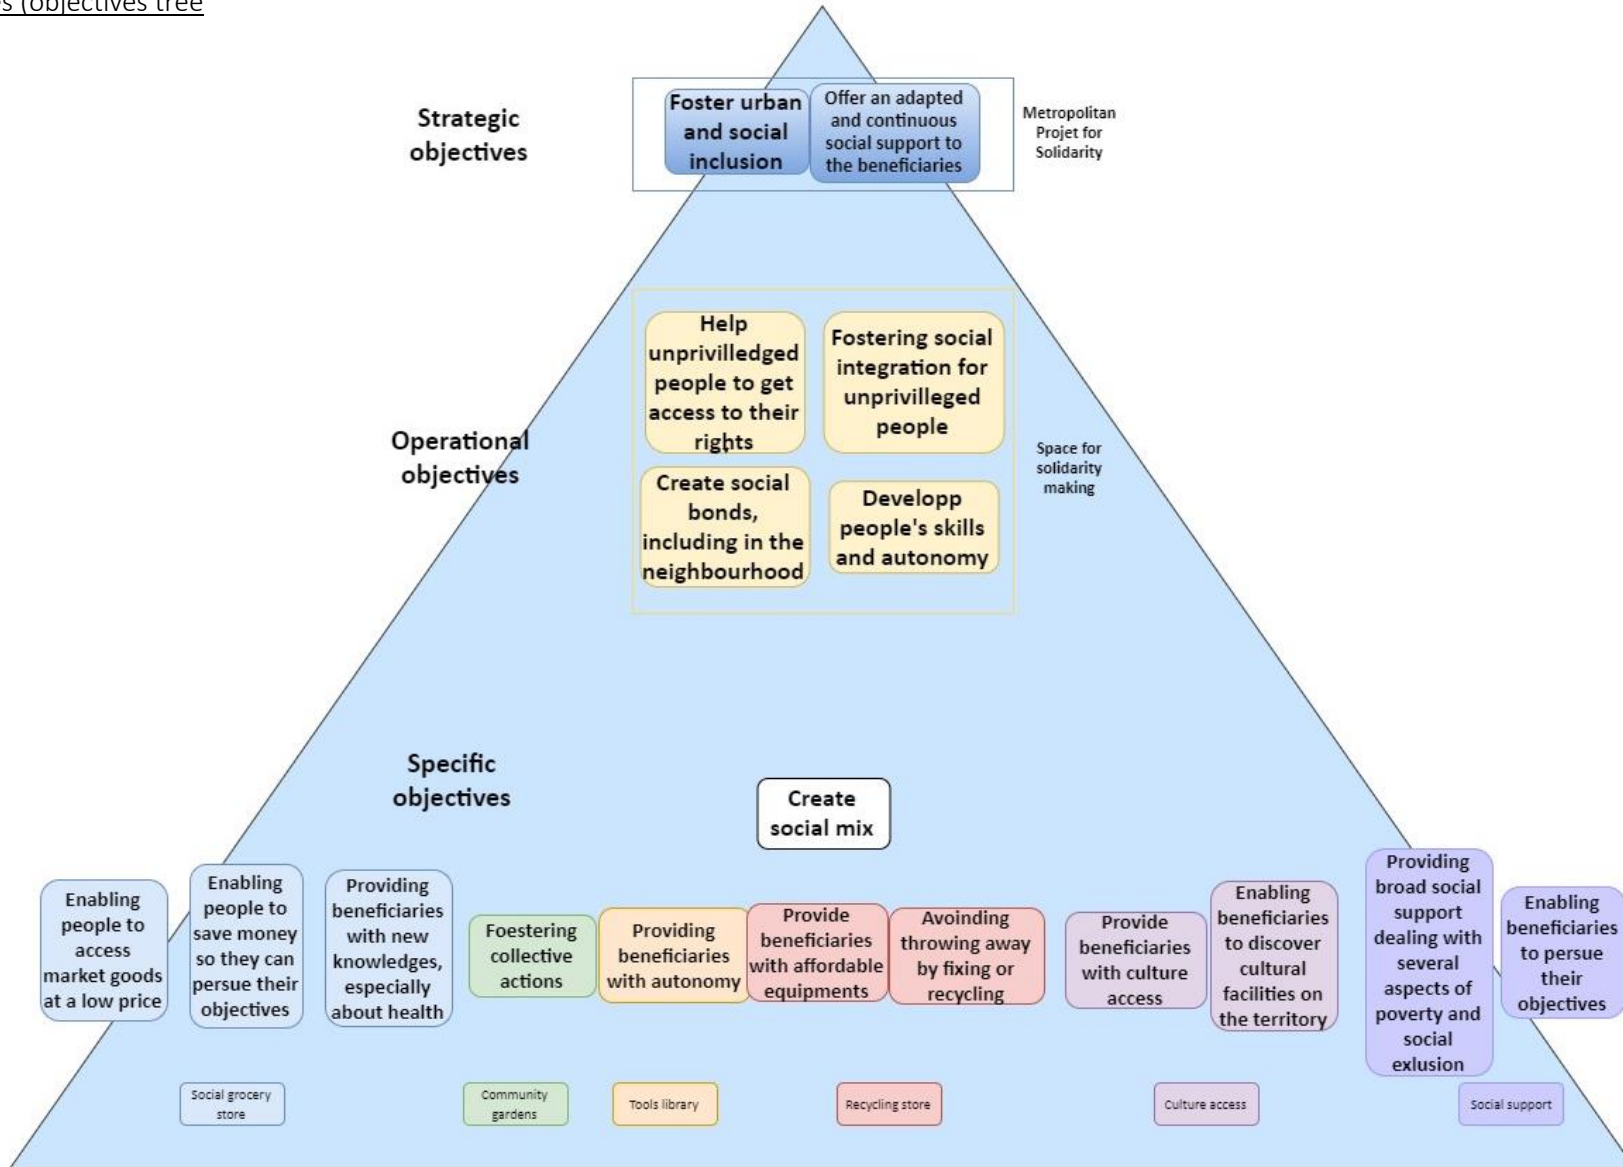 es (objectives tree
Strategic
objectives
Foster urban
and social
inclusion
Offer an adapted
and continuous
social support to
the beneficiaries
Metropolitan
Projet for
Solidarity
Operational
objectives
Help
unprivilledged
people to get
access to their
rights
Fostering social
integration for
unprivilleged
people
Create social
bonds,
including in the
neighbourhood
Developp
people's skills
and autonomy
Space for
solidarity
making
Specific
objectives
Create
social mix
Enabling
people to
access
market goods
at a low price
Enabling
people to
save money
so they can
persue their
objectives
Providing
beneficiaries
with new
knowledges,
especially
about health
Foestering
collective
actions
Providing
beneficiaries
with autonomy
Provide
beneficiaries
with affordable
equipments
Avoinding
throwing away
by fixing or
recycling
Provide
beneficiaries
with culture
access
Enabling
beneficiaries
to discover
cultural
facilities on
the territory
Providing
broad social
support
dealing with
several
aspects of
poverty and
social
exlusion
Enabling
beneficiaries
to persue
their
objectives
Social grocery
store
Community
gardens
Tools library
Recycling store
Culture access
Social support